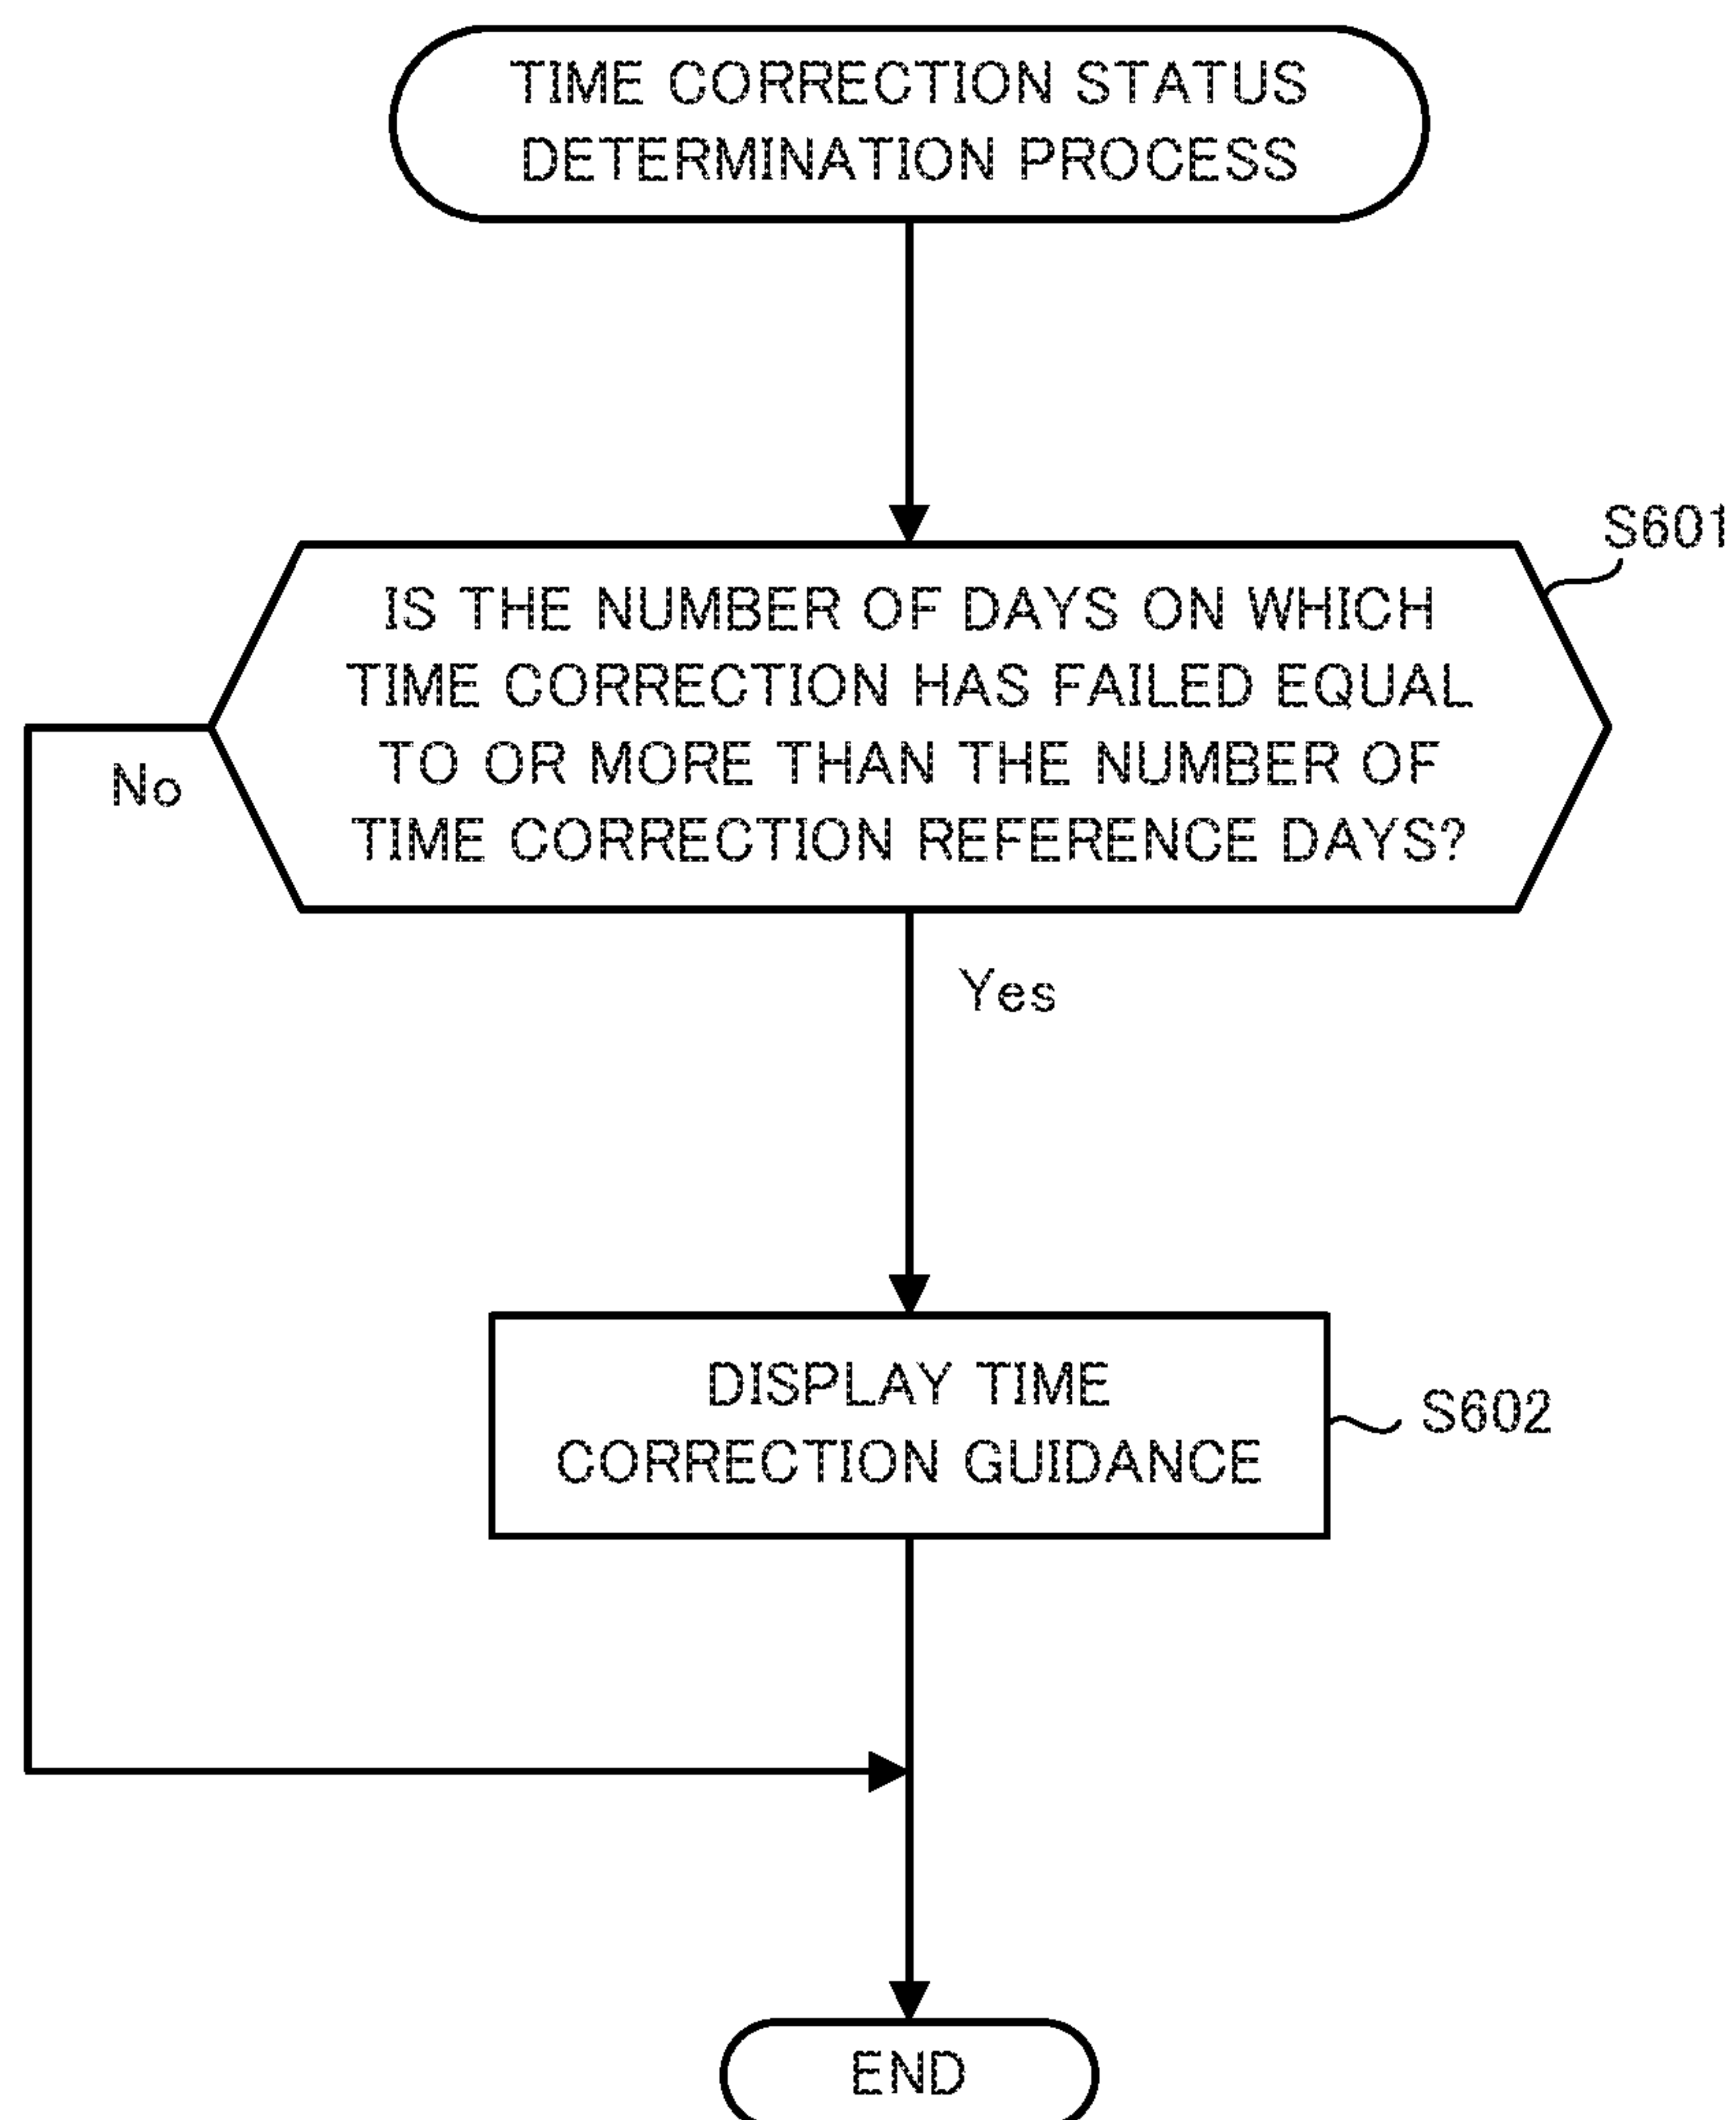 TIME CORRECTION STATUS
DETERMINATION PROCESS
S601
IS THE NUMBER OF DAYS ON WHICH
TIME CORRECTION HAS FAILED EQUAL
TO OR MORE THAN THE NUMBER OF
TIME CORRECTION REFERENCE DAYS?
No
Yes
DISPLAY TIME
CORRECTION GUIDANCE
S602
END